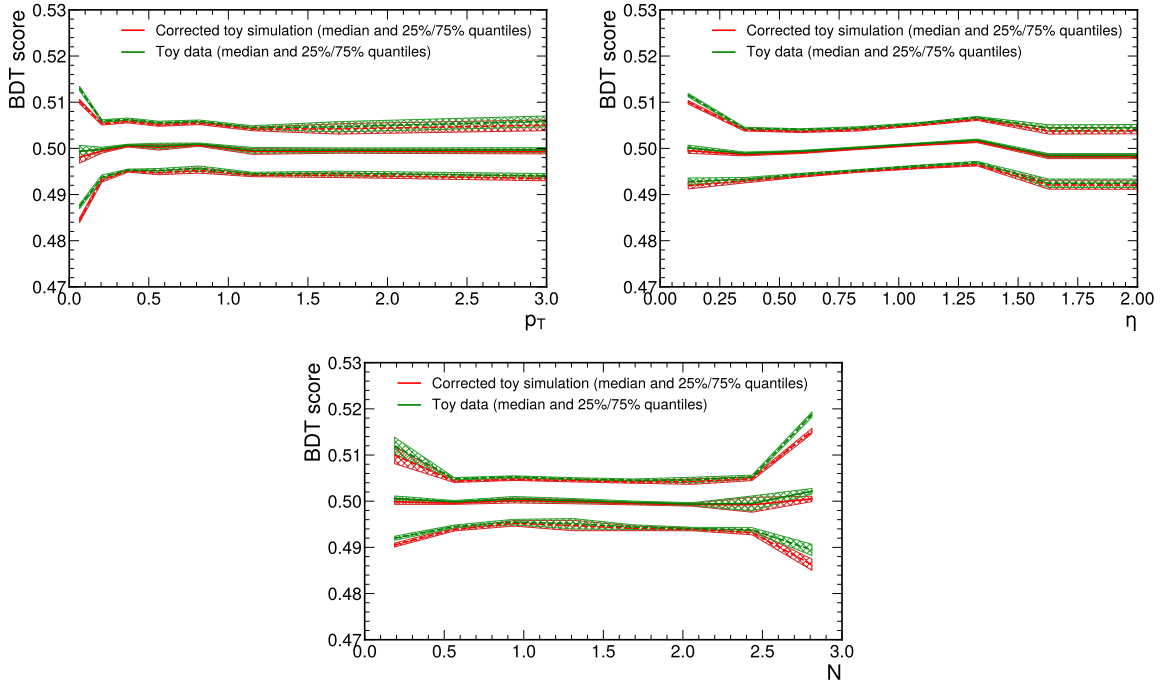 BDT score
0.53
0.52
0.51
0.50
0.49
0.48
0.47
Corrected toy simulation (median and 25%/75% quantiles)
Toy data (median and 25%/75% quantiles)
0.0 0.5 1.0 1.5 2.0 2.5 3.0
pT
BDT score
0.53
0.52
0.51
0.50
0.49
0.48
0.47
Corrected toy simulation (median and 25%/75% quantiles)
Toy data (median and 25%/75% quantiles)
0.00 0.25 0.50 0.75 1.00 1.25 1.50 1.75 2.00
η
BDT score
0.53
0.52
0.51
0.50
0.49
0.48
0.47
Corrected toy simulation (median and 25%/75% quantiles)
Toy data (median and 25%/75% quantiles)
0.0 0.5 1.0 1.5 2.0 2.5 3.0
N